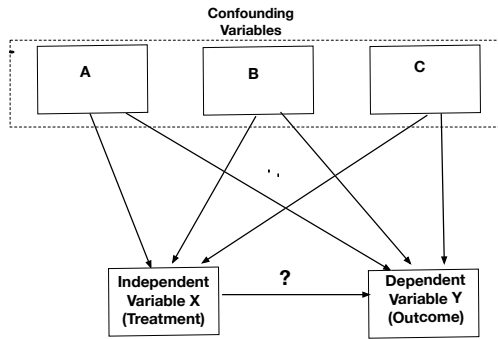 Confounding
Variables
A
B
C
?
Independent
Variable X
(Treatment)
Dependent
Variable Y
(Outcome)